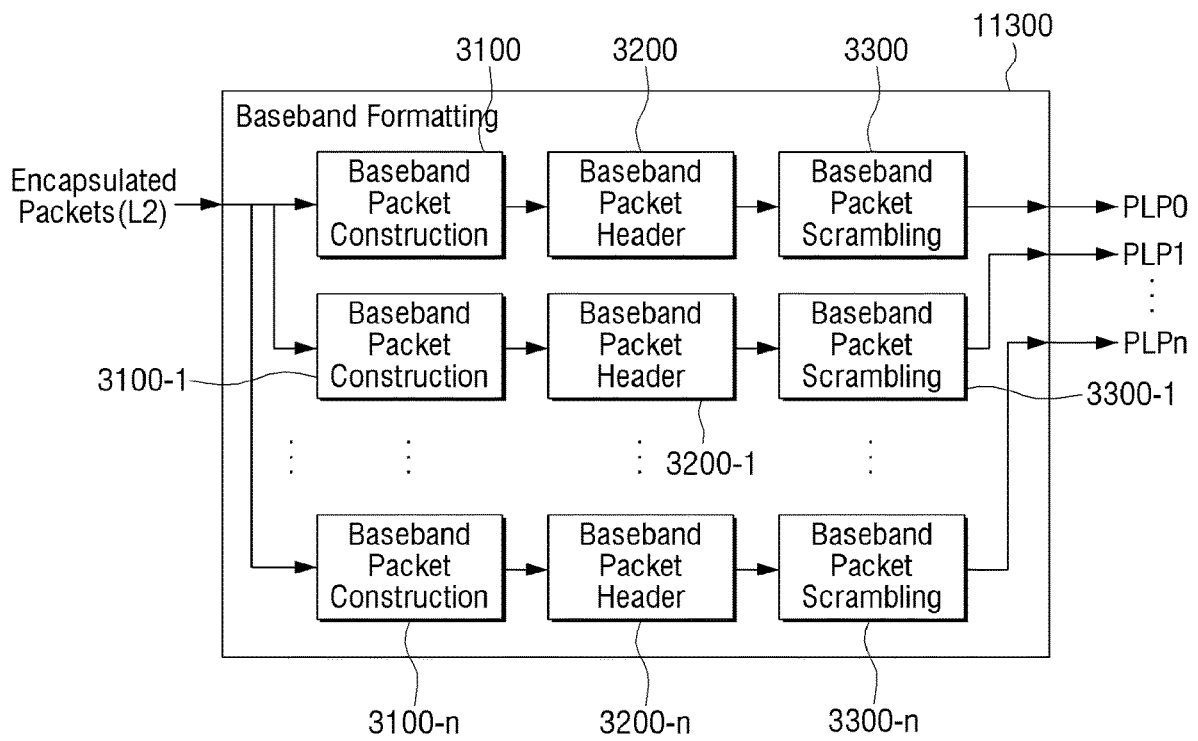 3100
3200
3300
11300
Baseband Formatting
Encapsulated
Packets(L2)
Baseband
Packet
Construction
Baseband
Packet
Header
Baseband
Packet
Scrambling
PLP0
PLP1
PLPn
Baseband
Packet
Construction
Baseband
Packet
Header
Baseband
Packet
Scrambling
3100-1
3200-1
3300-1
Baseband
Packet
Construction
Baseband
Packet
Header
Baseband
Packet
Scrambling
3100-n
3200-n
3300-n